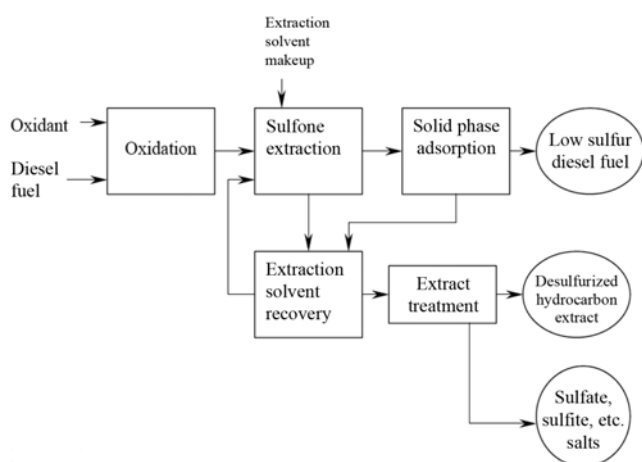 Extraction
solvent
makeup
Oxidant
Diesel
fuel
Oxidation
Sulfone
extraction
Solid phase
adsorption
Low sulfur
diesel fuel
Extraction
solvent
recovery
Extract
treatment
Desulfurized
hydrocarbon
extract
Sulfate,
sulfite, etc.
salts